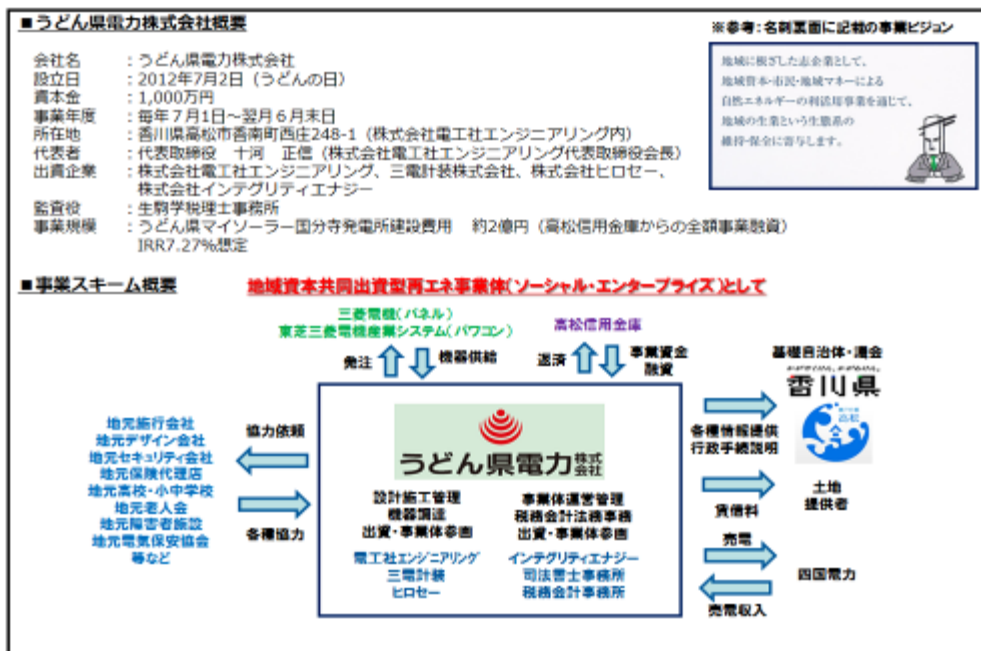 ■うどん県電力株式会社概要
※参考:名刺裏面に記載の事業ビジョン
会社名 :うどん県電力株式会社
設立日 :2012年7月2日(うどんの日)
資本金 :1,000万円
事業年度 :毎年7月1日~翌月6月末日
所在地 :香川県高松市香南町西庄248-1(株式会社電工社エンジニアリング内)
代表者 :代表取締役 十河 正信(株式会社電工社エンジニアリング代表取締役会長)
出資企業 :株式会社電工社エンジニアリング、三電計装株式会社、株式会社ヒロセー、
株式会社インテグリティエナジー
監査役 :生駒学税理士事務所
事業規模 :うどん県マイソーラー国分寺発電所建設費用 約2億円(高松信用金庫からの全額事業融資)
IRR7.27%想定
地域に根ざした志企業として、
地域資本・市民・地域マネーによる
自然エネルギーの利活用事業を通じて、
地域の生業という生態系の
維持・保全に寄与します。
■事業スキーム概要
地域資本共同出資型再エネ事業体(ソーシャル・エンタープライズ)として
三菱電機(パネル)
東芝三菱電機産業システム(パワコン)
高松信用金庫
発注
機器供給
返済
事業資金
融資
基礎自治体・議会
香川県
地元施行会社
地元デザイン会社
地元セキュリティ会社
地元保険代理店
地元高校・小中学校
地元老人会
地元障害者施設
地元電気保安協会
等など
協力依頼
各種協力
うどん県電力株式会社
設計施工管理
機器調達
出資・事業体参画
電工社エンジニアリング
三電計装
ヒロセー
事業体運営管理
税務会計法務事務
出資・事業体参画
インテグリティエナジー
司法書士事務所
税務会計事務所
各種情報提供
行政手続説明
賃借料
土地
提供者
売電
四国電力
売電収入